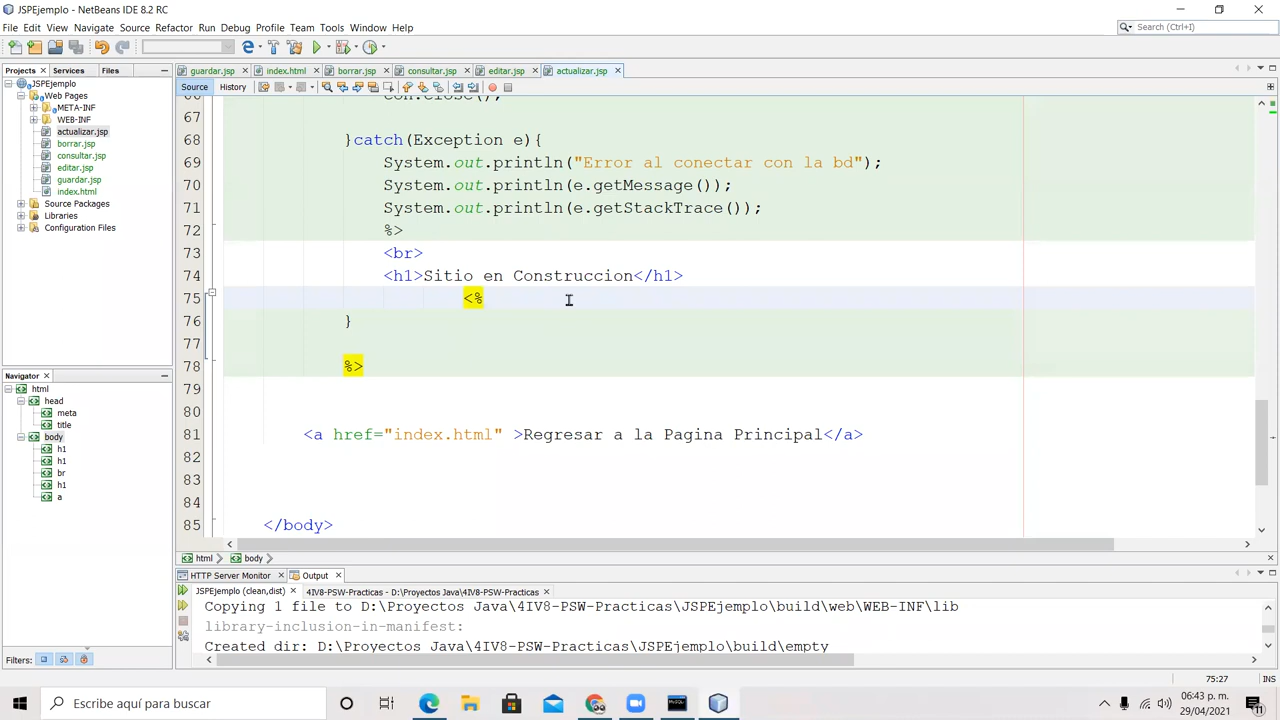 JSPEjemplo - NetBeans IDE 8.2 RC
File Edit View Navigate Source Refactor Run Debug Profile Team Tools Window Help
Search (Ctrl+I)
Projects Services Files
guardar.jsp index.html borrar.jsp consultar.jsp editar.jsp actualizar.jsp
Source History
JSPEjemplo
Web Pages
META-INF
WEB-INF
actualizar.jsp
borrar.jsp
consultar.jsp
editar.jsp
guardar.jsp
index.html
Source Packages
Libraries
Configuration Files
66 con.close();
67
68 }catch(Exception e){
69 System.out.println("Error al conectar con la bd");
70 System.out.println(e.getMessage());
71 System.out.println(e.getStackTrace());
72 %>
73 <br>
74 <h1>Sitio en Construccion</h1>
75 <%
76 }
77
78 %>
79
80
81 <a href="index.html" >Regresar a la Pagina Principal</a>
82
83
84
85 </body>
Navigator
html
head
meta
title
body
h1
h1
br
h1
a
Filters:
html body
HTTP Server Monitor Output
JSPEjemplo (clean,dist) 4IV8-PSW-Practicas - D:\Proyectos Java\4IV8-PSW-Practicas
Copying 1 file to D:\Proyectos Java\4IV8-PSW-Practicas\JSPEjemplo\build\web\WEB-INF\lib
library-inclusion-in-manifest:
Created dir: D:\Proyectos Java\4IV8-PSW-Practicas\JSPEjemplo\build\empty
75:27 INS
Escribe aquí para buscar
06:43 p. m.
29/04/2021
11